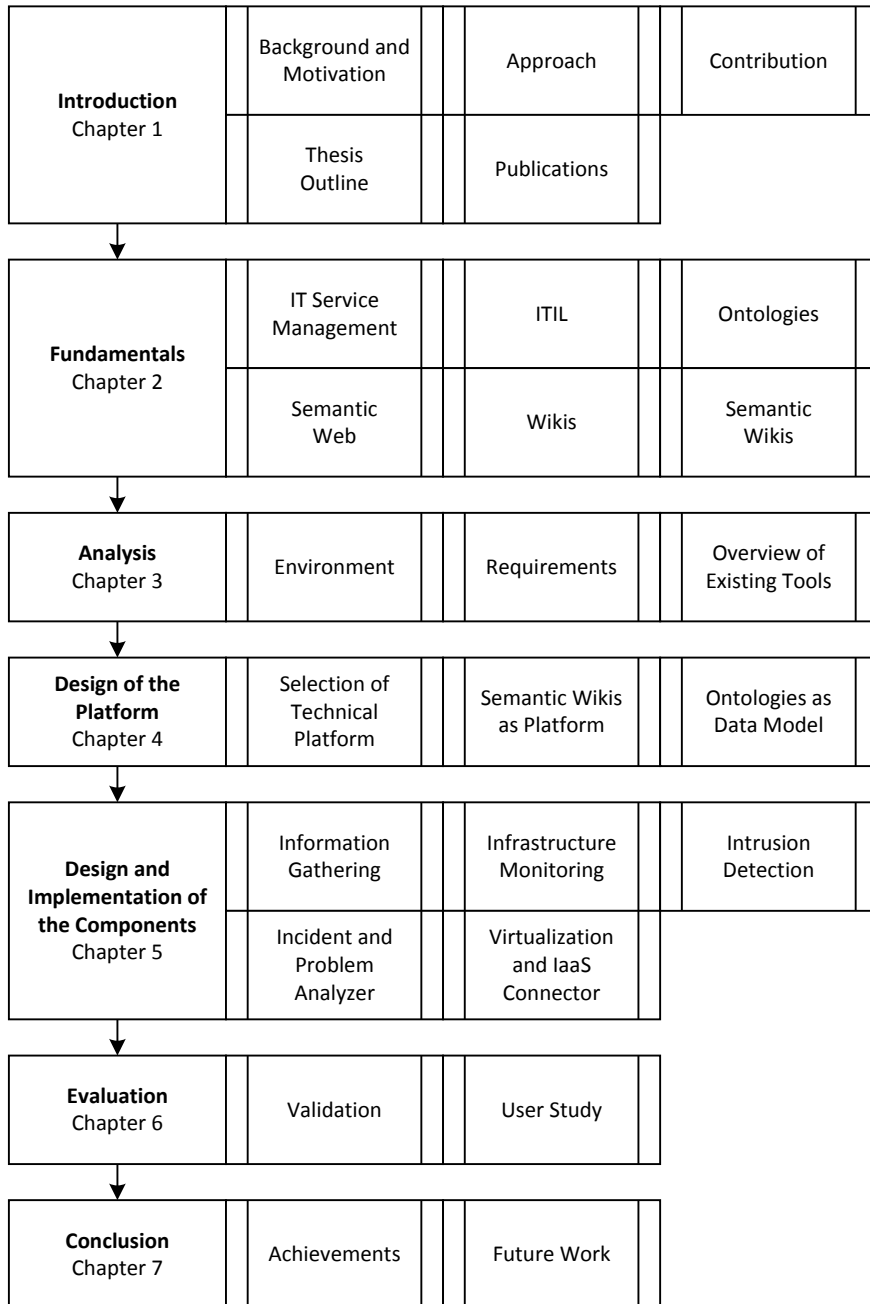 Introduction
Chapter 1
Background and
Motivation
Approach
Contribution
Thesis
Outline
Publications
Fundamentals
Chapter 2
IT Service
Management
ITIL
Ontologies
Semantic
Web
Wikis
Semantic
Wikis
Analysis
Chapter 3
Environment
Requirements
Overview of
Existing Tools
Design of the
Platform
Chapter 4
Selection of
Technical
Platform
Semantic Wikis
as Platform
Ontologies as
Data Model
Design and
Implementation of
the Components
Chapter 5
Information
Gathering
Infrastructure
Monitoring
Intrusion
Detection
Incident and
Problem
Analyzer
Virtualization
and IaaS
Connector
Evaluation
Chapter 6
Validation
User Study
Conclusion
Chapter 7
Achievements
Future Work